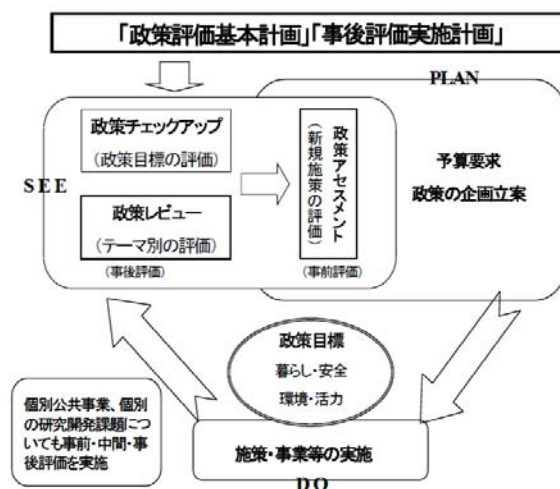 「政策評価基本計画」「事後評価実施計画」
PLAN
政策チェックアップ
(政策目標の評価)
SEE
政策レビュー
(テーマ別の評価)
(事後評価)
政策アセスメント
(新規施策の評価)
(事前評価)
予算要求
政策の企画立案
政策目標
暮らし・安全
環境・活力
個別公共事業、個別
の研究開発課題につ
いても事前・中間・事
後評価を実施
施策・事業等の実施
DO